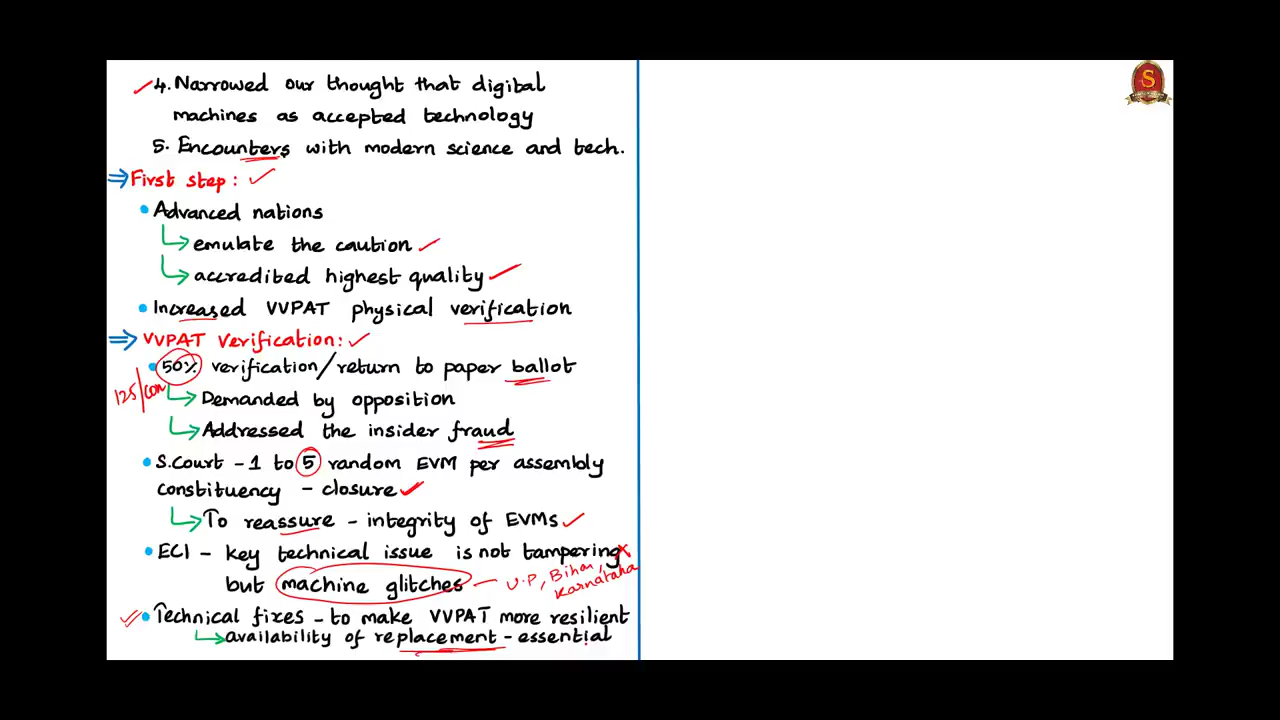 4. Narrowed our thought that digital
machines as accepted technology
5. Encounters with modern science and tech.
⇒ First step :
• Advanced nations
↳ emulate the caution
↳ accredited highest quality
• Increased VVPAT physical verification
⇒ VVPAT Verification :
• 50% verification/return to paper ballot
125/con
↳ Demanded by opposition
↳ Addressed the insider fraud
• S.Court - 1 to 5 random EVM per assembly
constituency - closure
↳ To reassure - integrity of EVMs
• ECI - key technical issue is not tampering
but machine glitches - U.P, Bihar,
Karnataka
• Technical fixes - to make VVPAT more resilient
↳ availability of replacement - essential
S